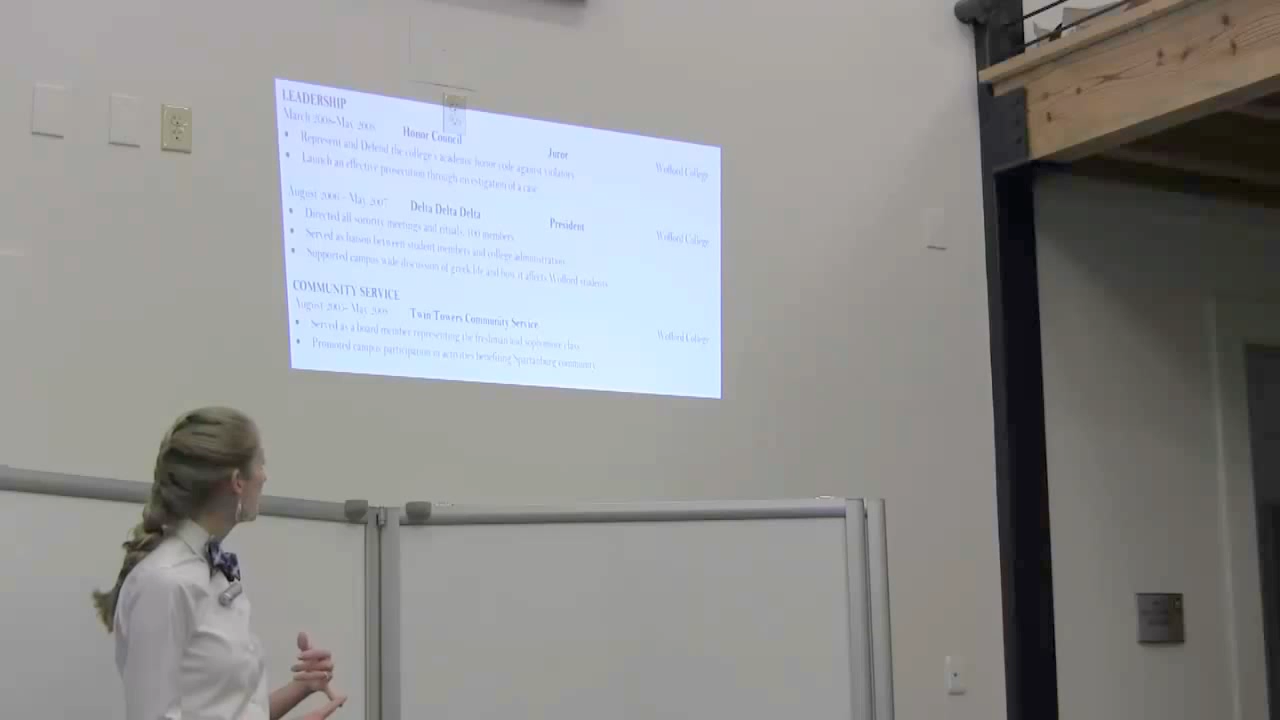 LEADERSHIP
March 2008-May 2008 Honor Council Juror Wofford College
Represent and Defend the college's academic honor code against violators
Launch an effective prosecution through investigation of a case
August 2006 - May 2007 Delta Delta Delta President Wofford College
Directed all sorority meetings and rituals, 100 members
Served as liaison between student members and college administrators
Supported campus wide discussion of greek life and how it affects Wofford students
COMMUNITY SERVICE
August 2005- May 2008 Twin Towers Community Service Wofford College
Served as a board member representing the freshman and sophomore class
Promoted campus participation in activities benefiting Spartanburg community